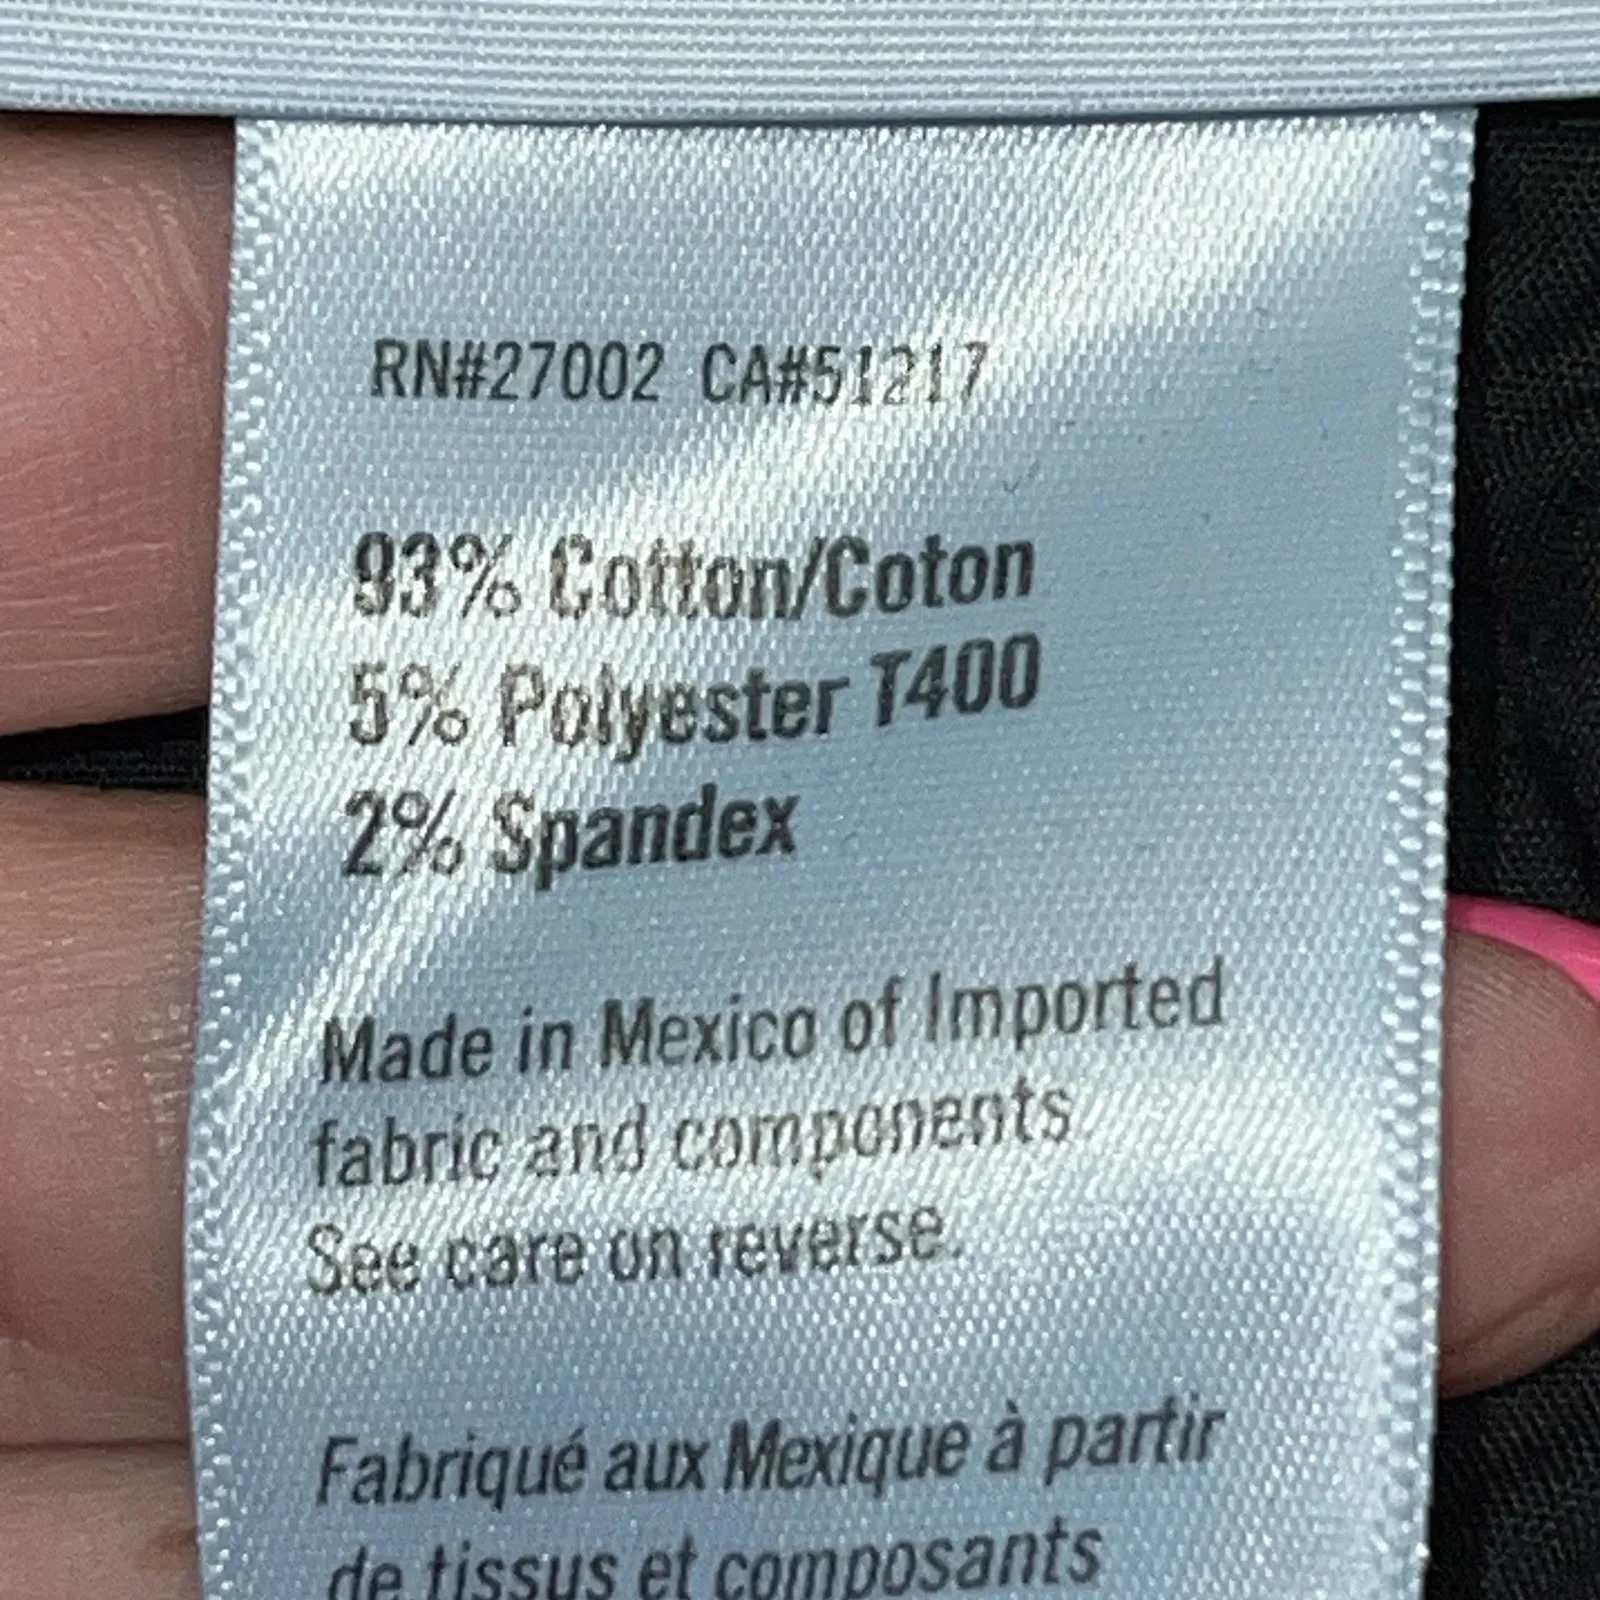 RN#27002 CA#51217
93% Cotton/Coton
5% Polyester T400
2% Spandex
Made in Mexico of Imported
fabric and components.
See care on reverse.
Fabriqué aux Mexique à partir
de tissus et composants